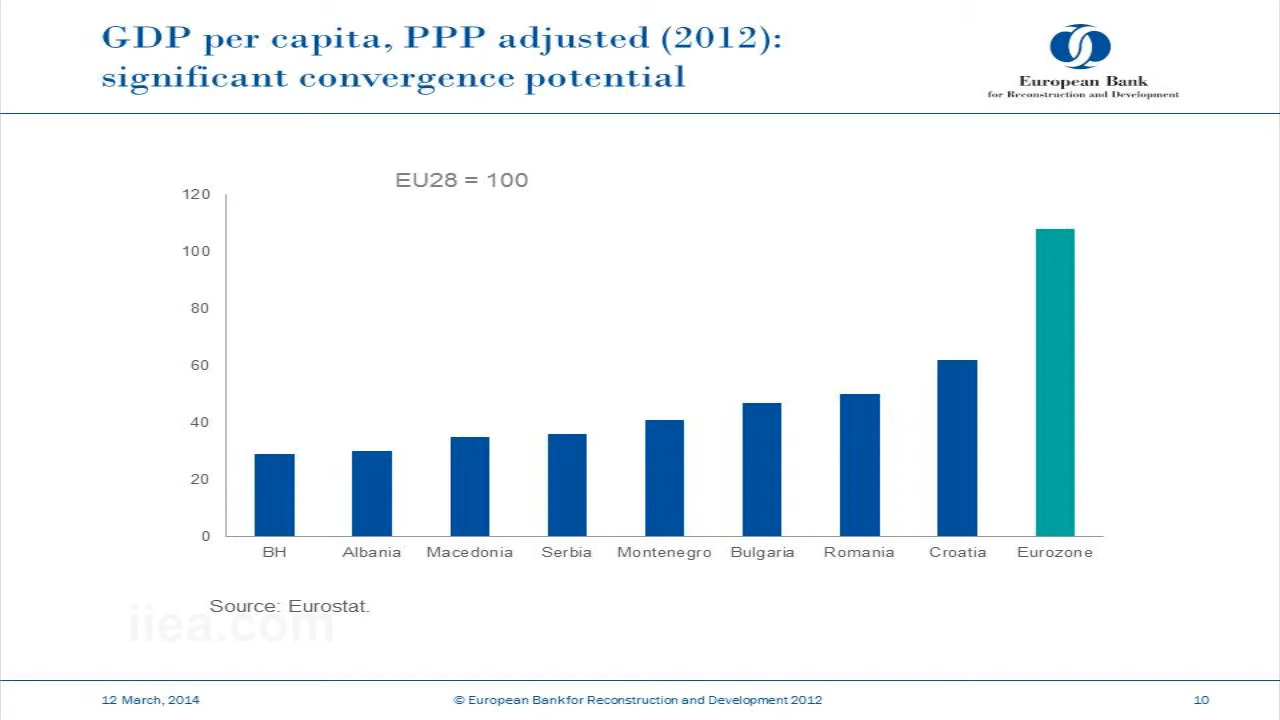 GDP per capita, PPP adjusted (2012):
significant convergence potential
European Bank
for Reconstruction and Development
EU28 = 100
120
100
80
60
40
20
0
BH Albania Macedonia Serbia Montenegro Bulgaria Romania Croatia Eurozone
Source: Eurostat.
iiea.com
12 March, 2014 © European Bank for Reconstruction and Development 2012 10